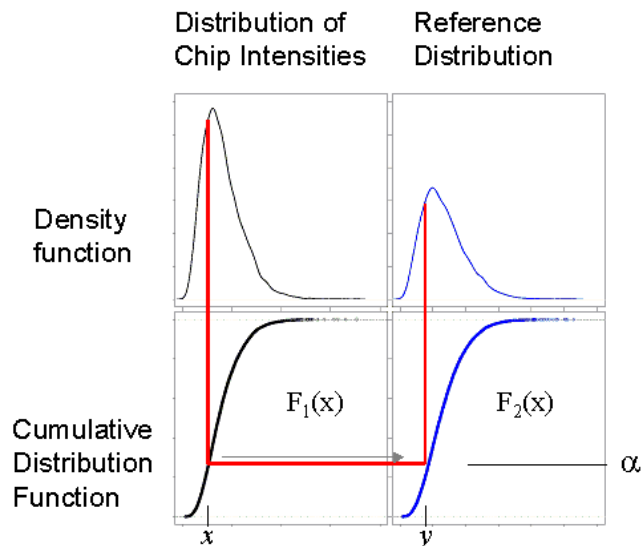 Distribution of
Chip Intensities
Reference
Distribution
Density
function
F₁(x)
F₂(x)
Cumulative
Distribution
Function
α
x
y